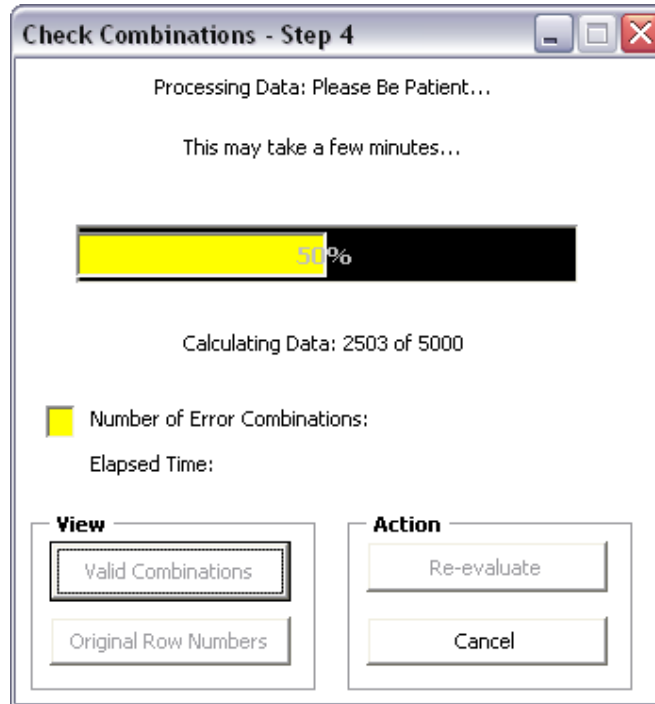 Check Combinations - Step 4
Processing Data: Please Be Patient...
This may take a few minutes...
50%
Calculating Data: 2503 of 5000
Number of Error Combinations:
Elapsed Time:
View
Valid Combinations
Original Row Numbers
Action
Re-evaluate
Cancel